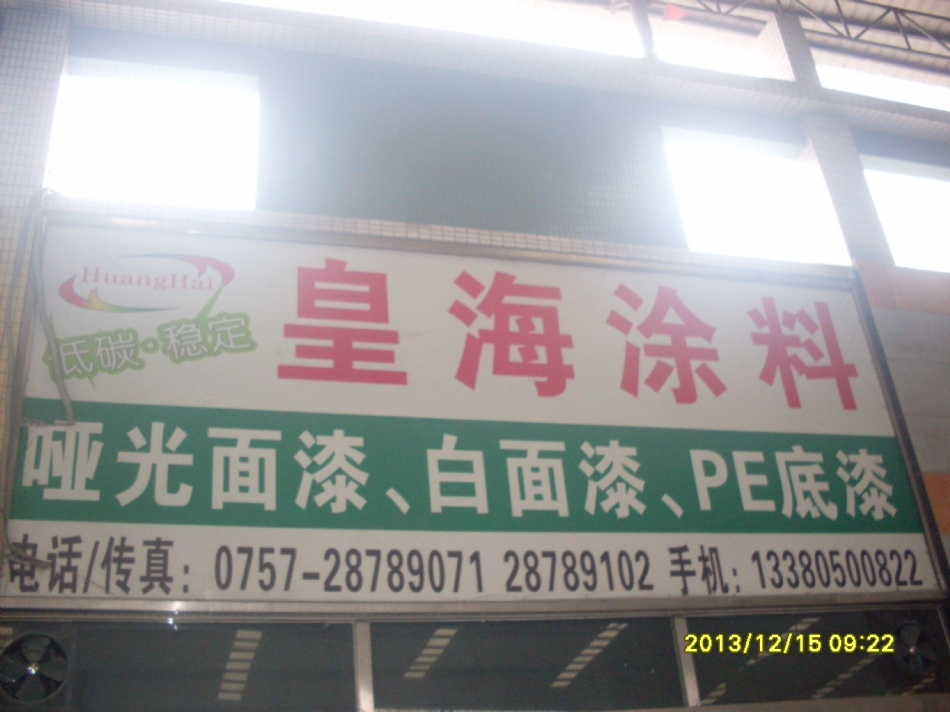 HuangHai
低碳·稳定
皇海涂料
哑光面漆、白面漆、PE底漆
电话/传真：0757-28789071 28789102 手机：13380500822
2013/12/15 09:22